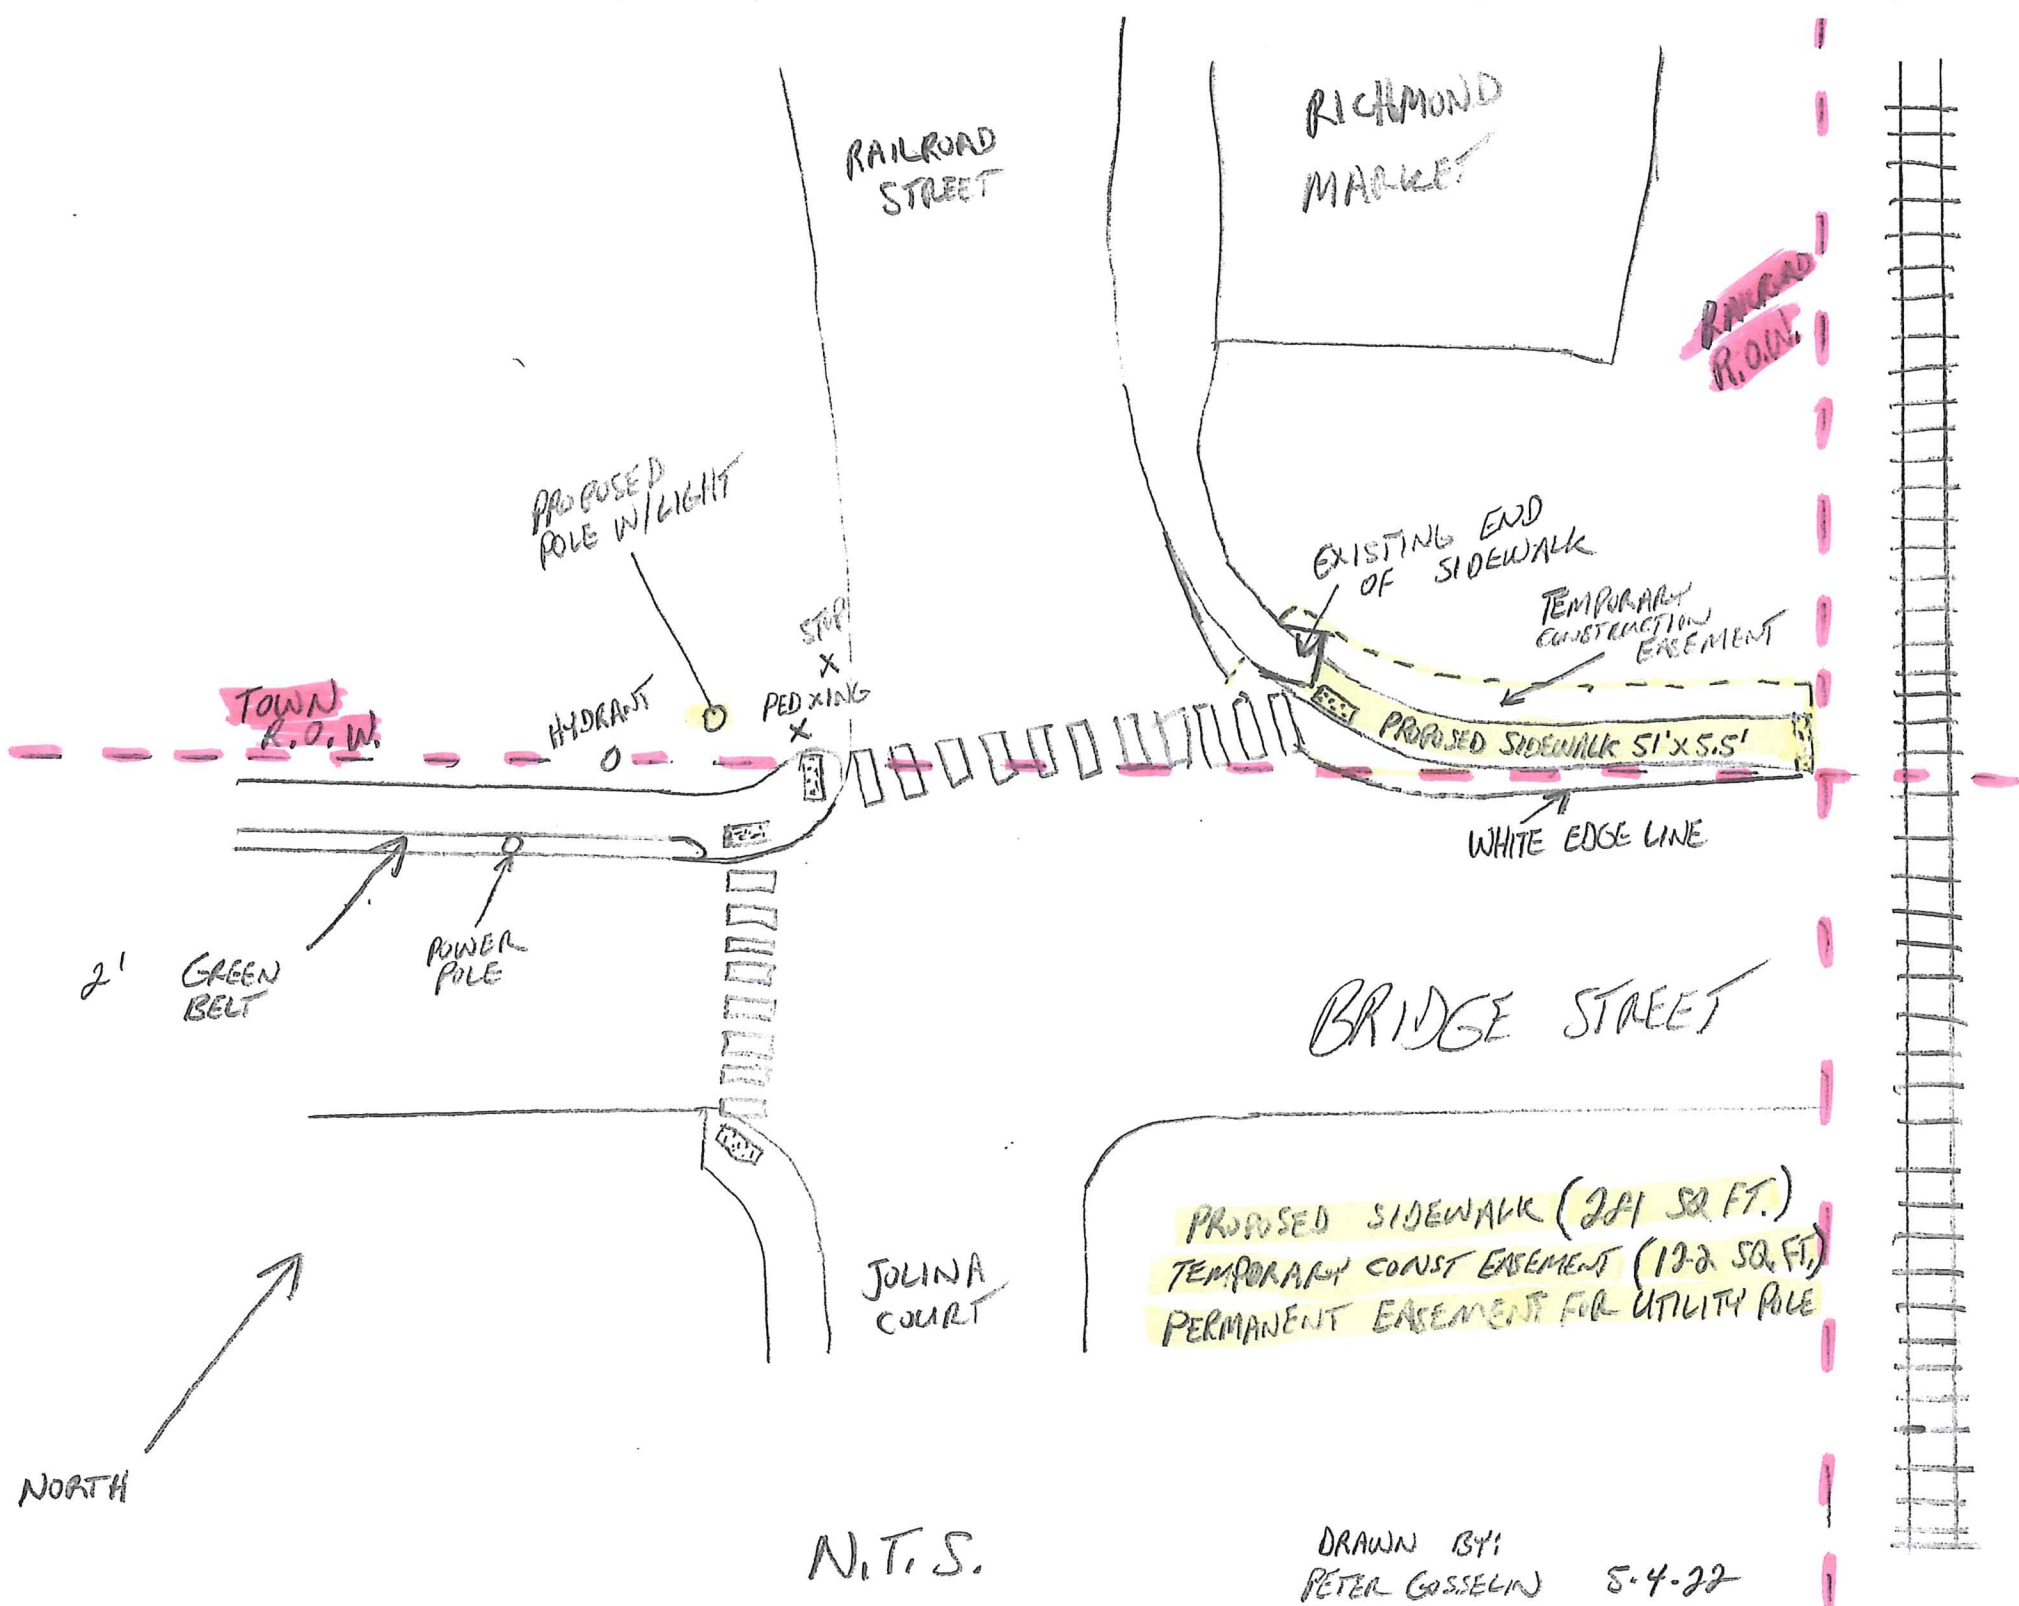 RAILROAD
STREET
RICHMOND
MARKET
RAILROAD
R.O.W.
PROPOSED
POLE W/LIGHT
EXISTING END
OF SIDEWALK
TEMPORARY
CONSTRUCTION
EASEMENT
STOP
X
PED XING
X
HYDRANT
TOWN
R.O.W.
PROPOSED SIDEWALK 51'X5.5'
WHITE EDGE LINE
2' GREEN
BELT
POWER
POLE
BRIDGE STREET
PROPOSED SIDEWALK (281 SQ FT.)
TEMPORARY CONST EASEMENT (122 SQ. FT.)
PERMANENT EASEMENT FOR UTILITY POLE
JOLINA
COURT
NORTH
N.T.S.
DRAWN BY:
PETER GOSSELIN 5.4.22